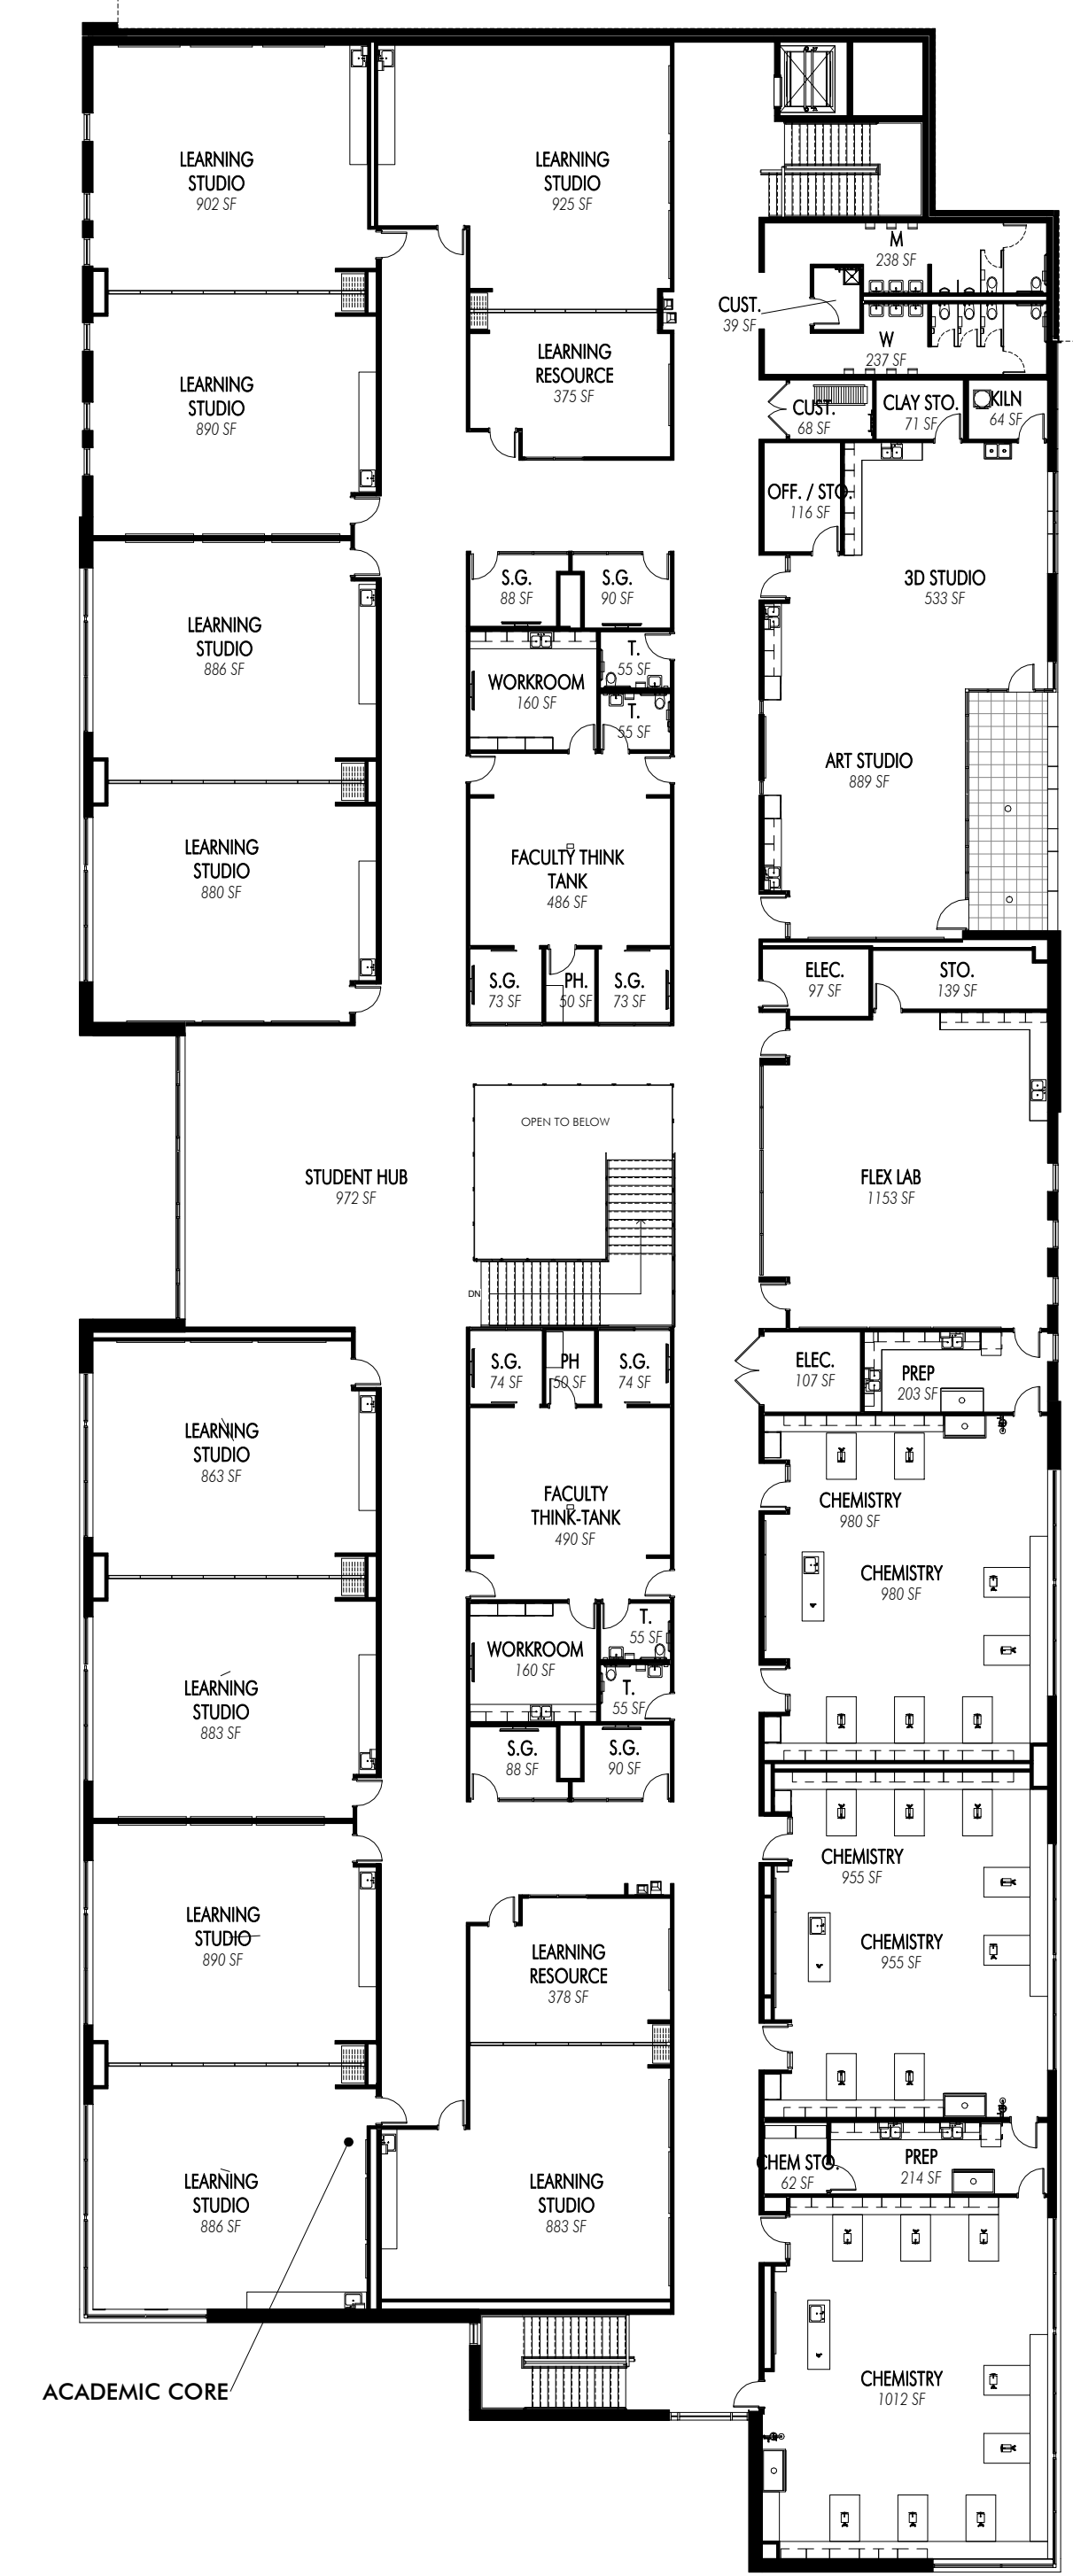 LEARNING
STUDIO
902 SF
LEARNING
STUDIO
925 SF
M
238 SF
CUST.
39 SF
W
237 SF
LEARNING
RESOURCE
375 SF
LEARNING
STUDIO
890 SF
CUST.
68 SF
CLAY STO.
71 SF
KILN
64 SF
OFF. / STO.
116 SF
S.G.
88 SF
S.G.
90 SF
3D STUDIO
533 SF
LEARNING
STUDIO
886 SF
T.
55 SF
WORKROOM
160 SF
T.
55 SF
ART STUDIO
889 SF
LEARNING
STUDIO
880 SF
FACULTY THINK
TANK
486 SF
S.G.
73 SF
PH.
50 SF
S.G.
73 SF
ELEC.
97 SF
STO.
139 SF
OPEN TO BELOW
STUDENT HUB
972 SF
FLEX LAB
1153 SF
DN
S.G.
74 SF
PH
50 SF
S.G.
74 SF
ELEC.
107 SF
PREP
203 SF
LEARNING
STUDIO
863 SF
FACULTY
THINK-TANK
490 SF
CHEMISTRY
980 SF
CHEMISTRY
980 SF
T.
55 SF
WORKROOM
160 SF
T.
55 SF
LEARNING
STUDIO
883 SF
S.G.
88 SF
S.G.
90 SF
CHEMISTRY
955 SF
LEARNING
STUDIO
890 SF
LEARNING
RESOURCE
378 SF
CHEMISTRY
955 SF
CHEM STO.
62 SF
PREP
214 SF
LEARNING
STUDIO
886 SF
LEARNING
STUDIO
883 SF
CHEMISTRY
1012 SF
ACADEMIC CORE